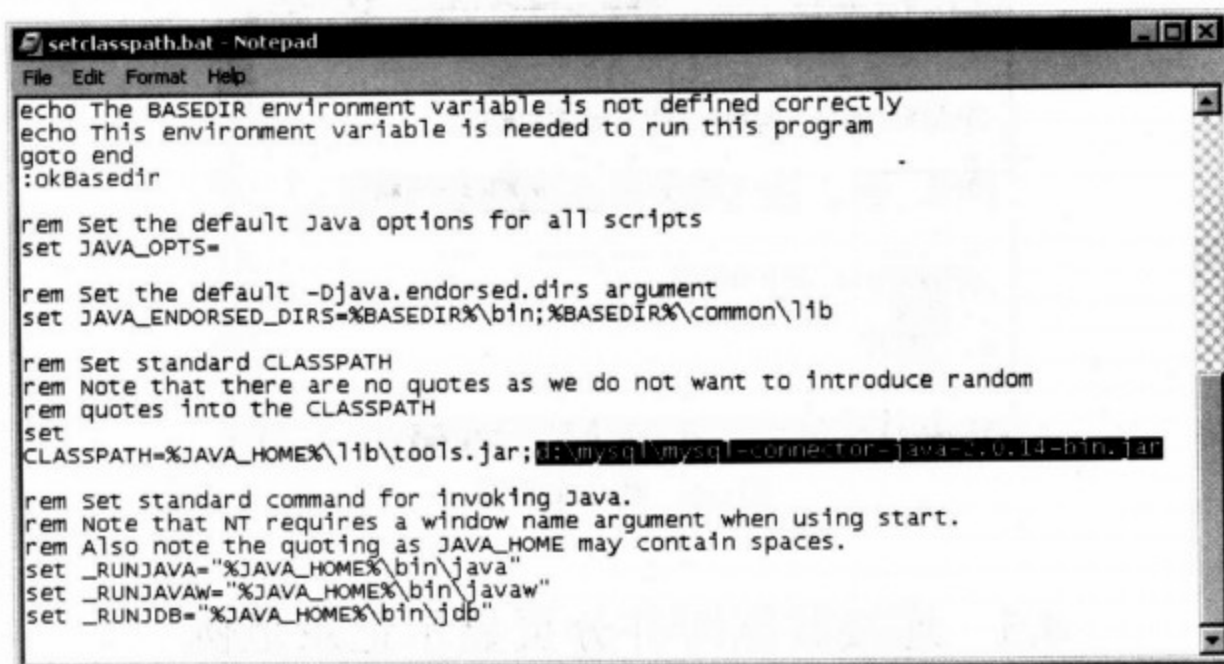 setclasspath.bat - Notepad
File Edit Format Help
echo The BASEDIR environment variable is not defined correctly
echo This environment variable is needed to run this program
goto end
:okBasedir
rem Set the default Java options for all scripts
set JAVA_OPTS=
rem Set the default -Djava.endorsed.dirs argument
set JAVA_ENDORSED_DIRS=%BASEDIR%\bin;%BASEDIR%\common\lib
rem Set standard CLASSPATH
rem Note that there are no quotes as we do not want to introduce random
rem quotes into the CLASSPATH
set
CLASSPATH=%JAVA_HOME%\lib\tools.jar;d:\mysql\mysql-connector-java-2.0.14-bin.jar
rem Set standard command for invoking Java.
rem Note that NT requires a window name argument when using start.
rem Also note the quoting as JAVA_HOME may contain spaces.
set _RUNJAVA="%JAVA_HOME%\bin\java"
set _RUNJAVAW="%JAVA_HOME%\bin\javaw"
set _RUNJDB="%JAVA_HOME%\bin\jdb"